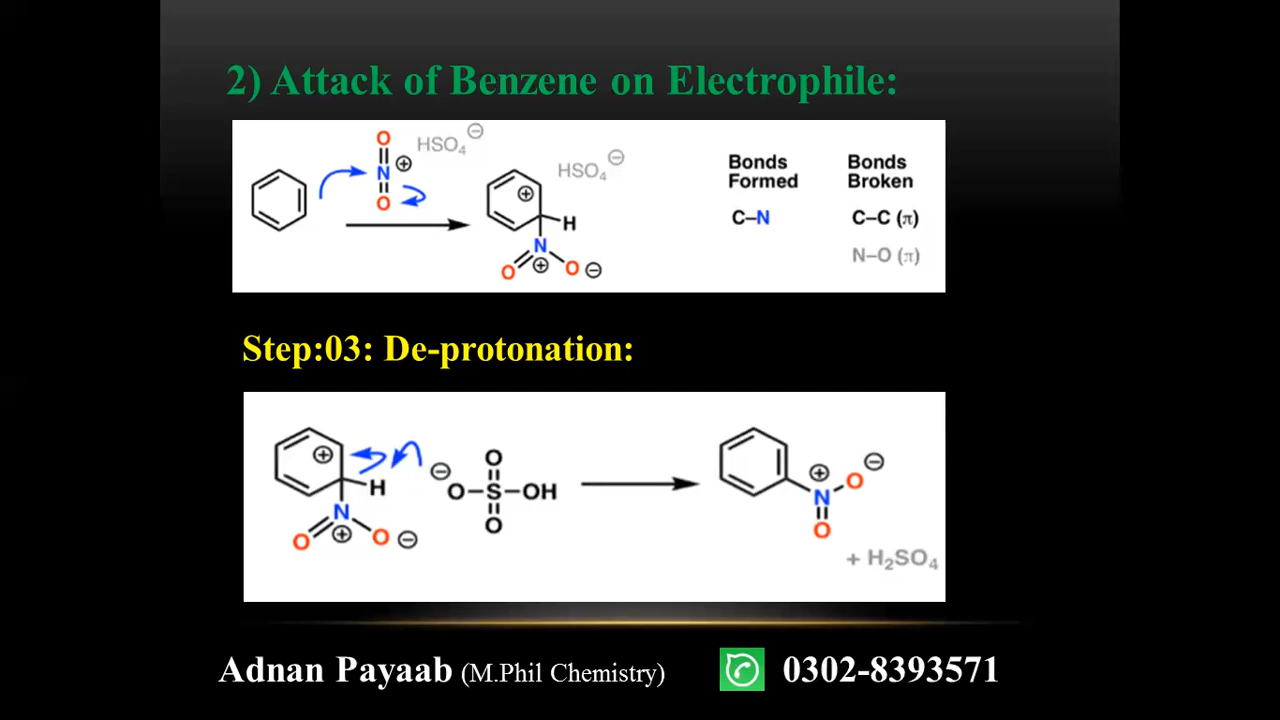 2) Attack of Benzene on Electrophile:
O
HSO₄ ⊖
N ⊕
O
HSO₄ ⊖
⊕
H
N
O ⊕ O ⊖
Bonds Formed
C–N
Bonds Broken
C–C (π)
N–O (π)
Step:03: De-protonation:
⊕
H
N
O ⊕ O ⊖
O
⊖ O–S–OH
O
⊕ O ⊖
N
O
+ H₂SO₄
Adnan Payaab (M.Phil Chemistry)
0302-8393571